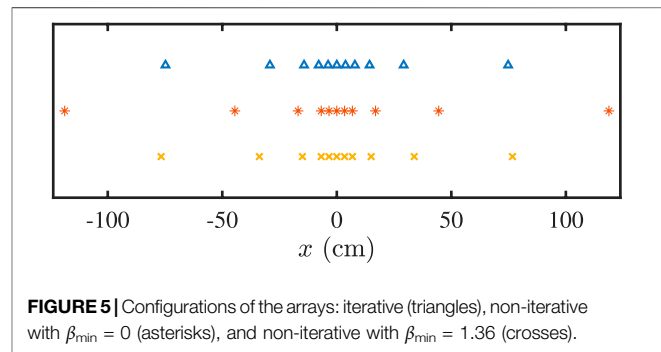 -100 -50 0 50 100
x (cm)
FIGURE 5 | Configurations of the arrays: iterative (triangles), non-iterative
with βmin = 0 (asterisks), and non-iterative with βmin = 1.36 (crosses).